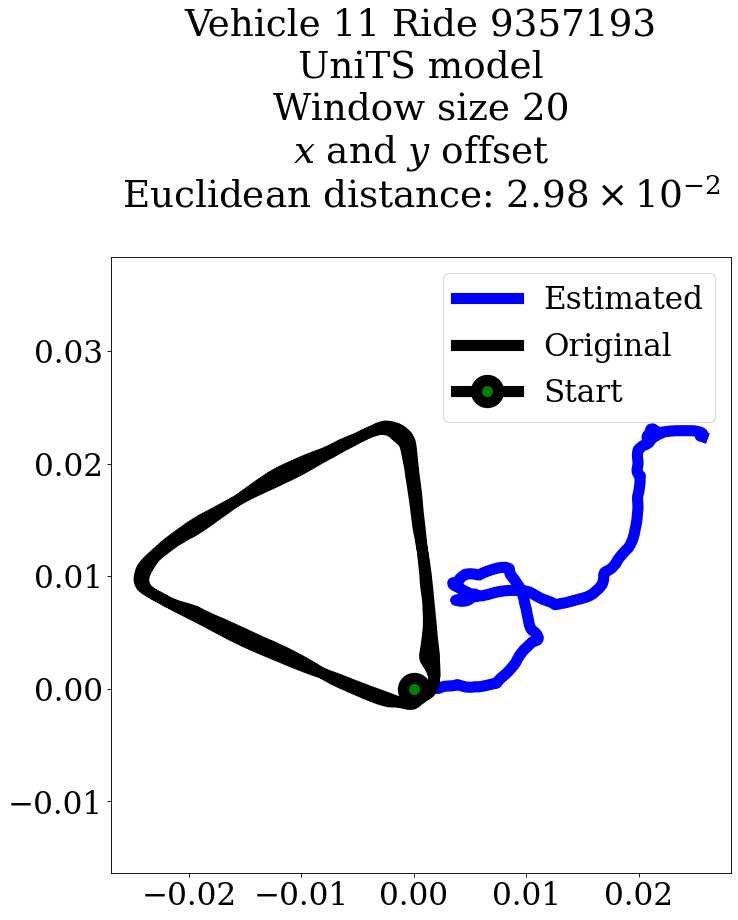 Vehicle 11 Ride 9357193
UniTS model
Window size 20
x and y offset
Euclidean distance: 2.98 × 10⁻²
Estimated
Original
Start
0.03
0.02
0.01
0.00
−0.01
−0.02
−0.01
0.00
0.01
0.02